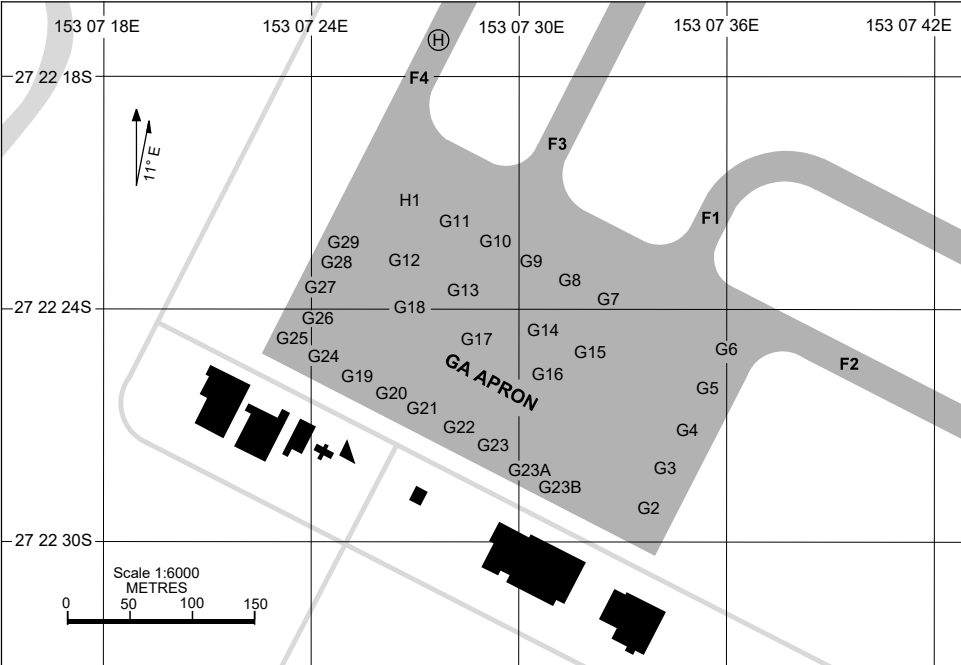 153 07 18E
153 07 24E
153 07 30E
153 07 36E
153 07 42E
H
27 22 18S
F4
11° E
F3
H1
G11
F1
G29
G10
G28
G12
G9
G8
G27
G13
G7
27 22 24S
G18
G26
G14
G25
G17
G6
G15
G24
F2
GA APRON
G19
G16
G5
G20
G21
G22
G4
G23
G23A
G3
G23B
G2
27 22 30S
Scale 1:6000
METRES
0 50 100 150